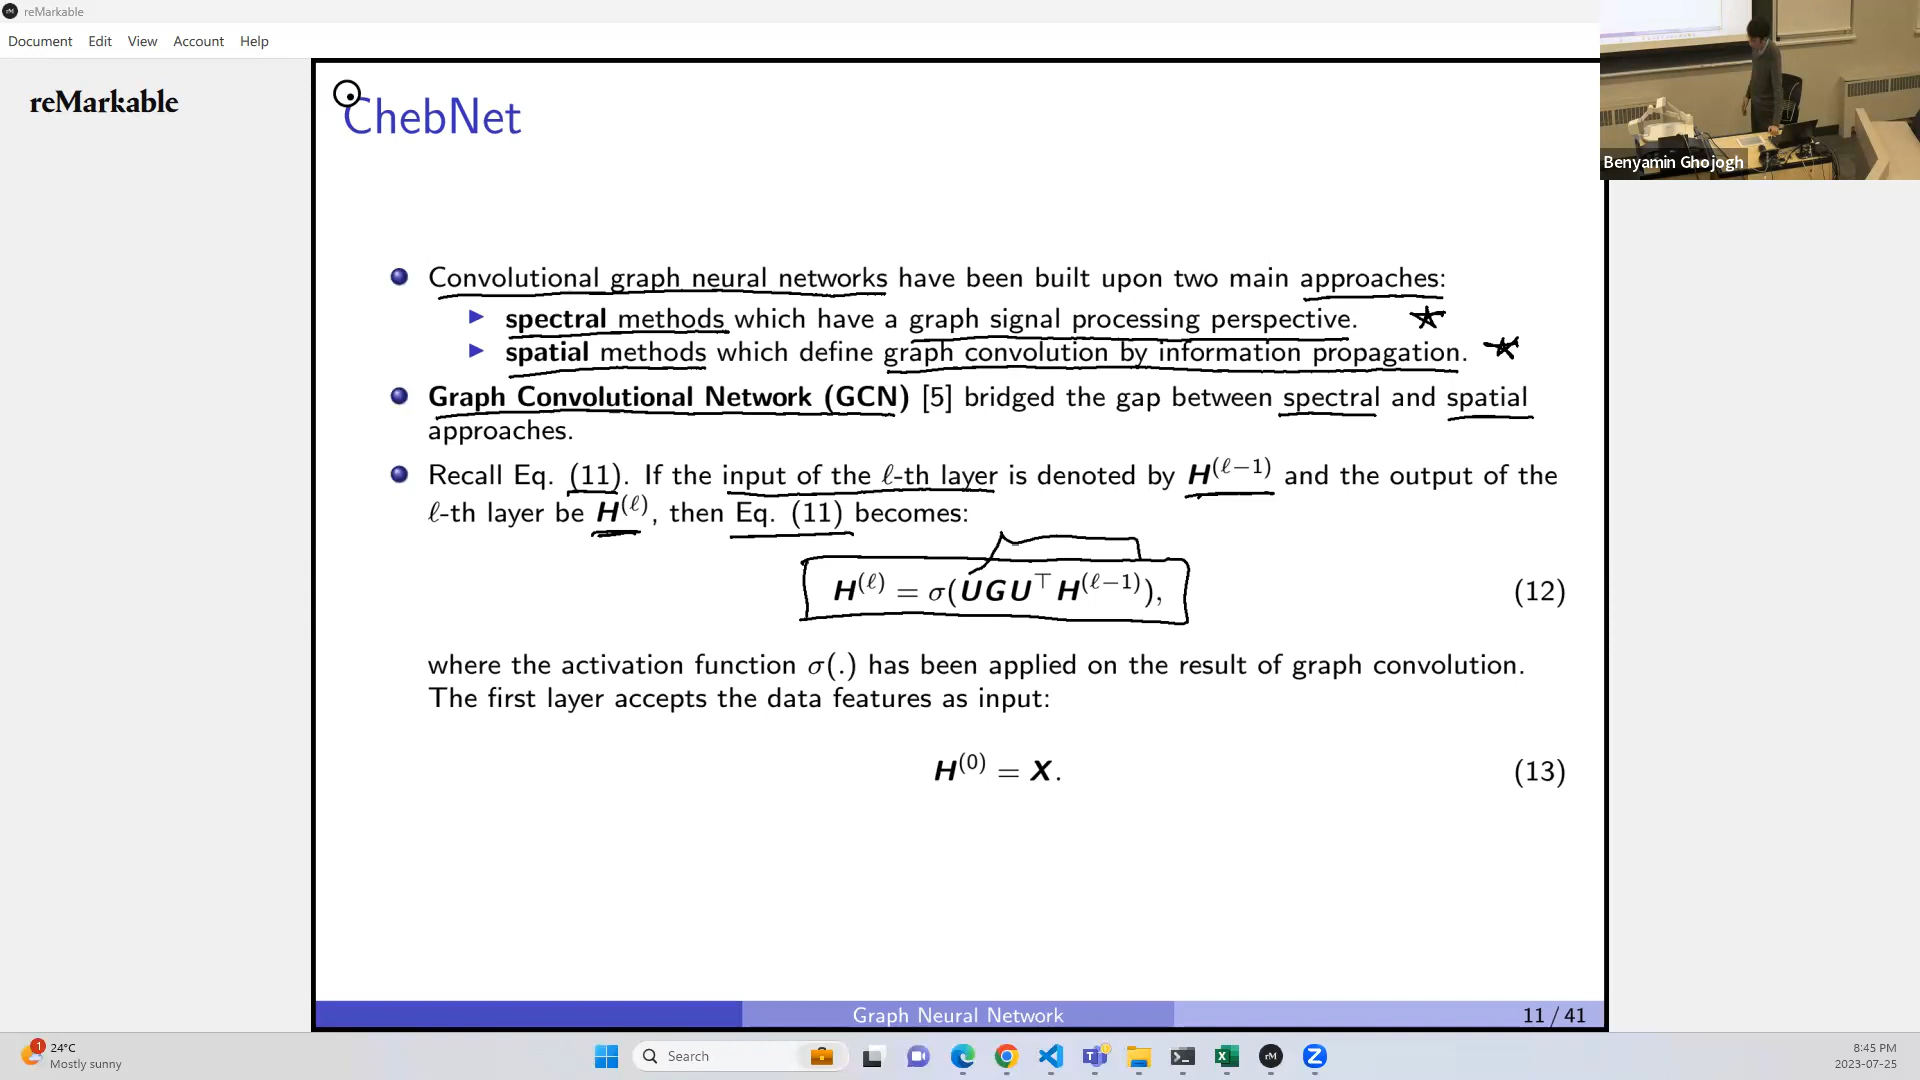 reMarkable
Document Edit View Account Help
reMarkable
Benyamin Ghojogh
ChebNet
Convolutional graph neural networks have been built upon two main approaches:
spectral methods which have a graph signal processing perspective.
spatial methods which define graph convolution by information propagation.
Graph Convolutional Network (GCN) [5] bridged the gap between spectral and spatial
approaches.
Recall Eq. (11). If the input of the ℓ-th layer is denoted by H^(ℓ−1) and the output of the
ℓ-th layer be H^(ℓ), then Eq. (11) becomes:
H^(ℓ) = σ(UGU^⊤H^(ℓ−1)), (12)
where the activation function σ(.) has been applied on the result of graph convolution.
The first layer accepts the data features as input:
H^(0) = X. (13)
Graph Neural Network 11 / 41
1
24°C
Mostly sunny
Search
8:45 PM
2023-07-25